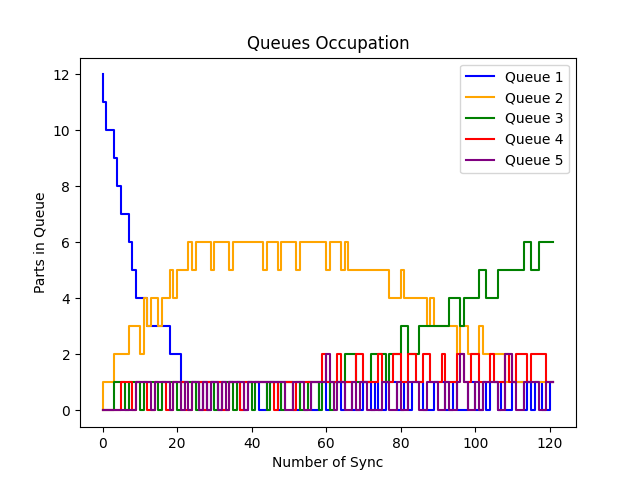 Queues Occupation
Queue 1
Queue 2
Queue 3
Queue 4
Queue 5
Parts in Queue
12
10
8
6
4
2
0
0 20 40 60 80 100 120
Number of Sync